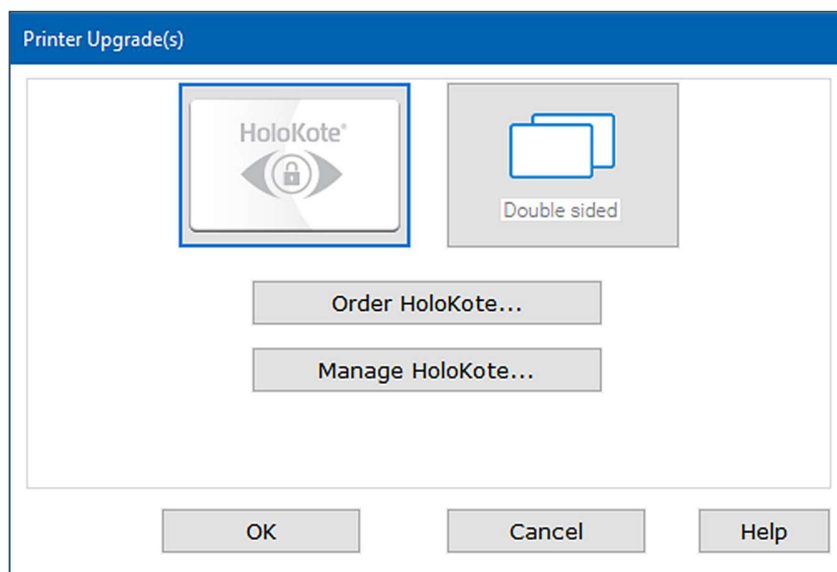 Printer Upgrade(s)
HoloKote®
Double sided
Order HoloKote...
Manage HoloKote...
OK
Cancel
Help